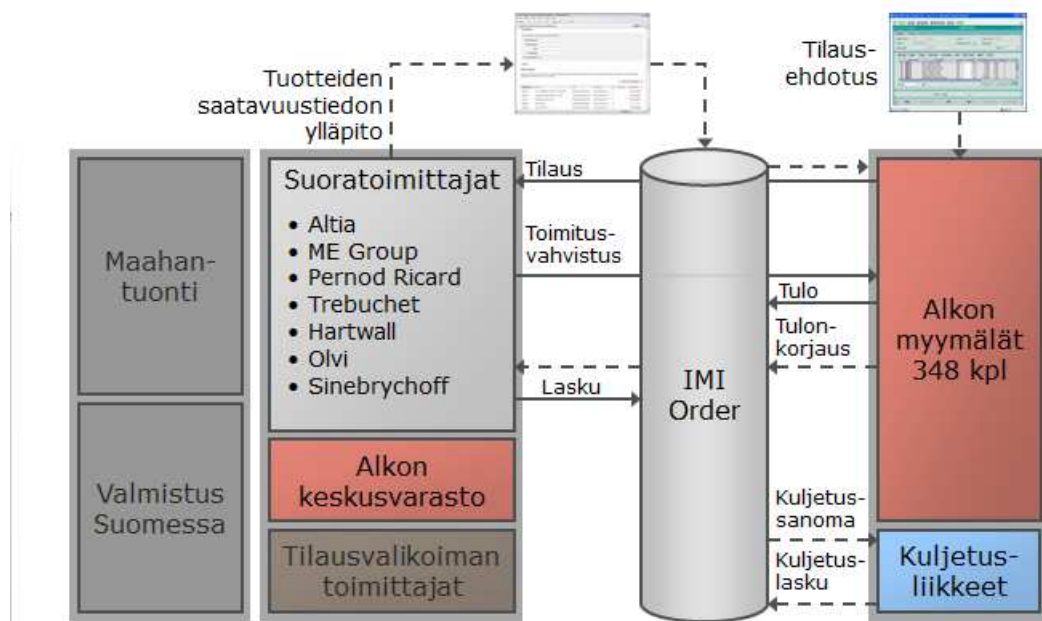 Tuotteiden
saatavuustiedon
ylläpito
Tilaus-
ehdotus
Maahan-
tuonti
Valmistus
Suomessa
Suoratoimittajat
• Altia
• ME Group
• Pernod Ricard
• Trebuchet
• Hartwall
• Olvi
• Sinebrychoff
Alkon
keskusvarasto
Tilausvalikoiman
toimittajat
Tilaus
Toimitus-
vahvistus
Lasku
IMI
Order
Tulo
Tulon-
korjaus
Kuljetus-
sanoma
Kuljetus-
lasku
Alkon
myymälät
348 kpl
Kuljetus-
liikkeet